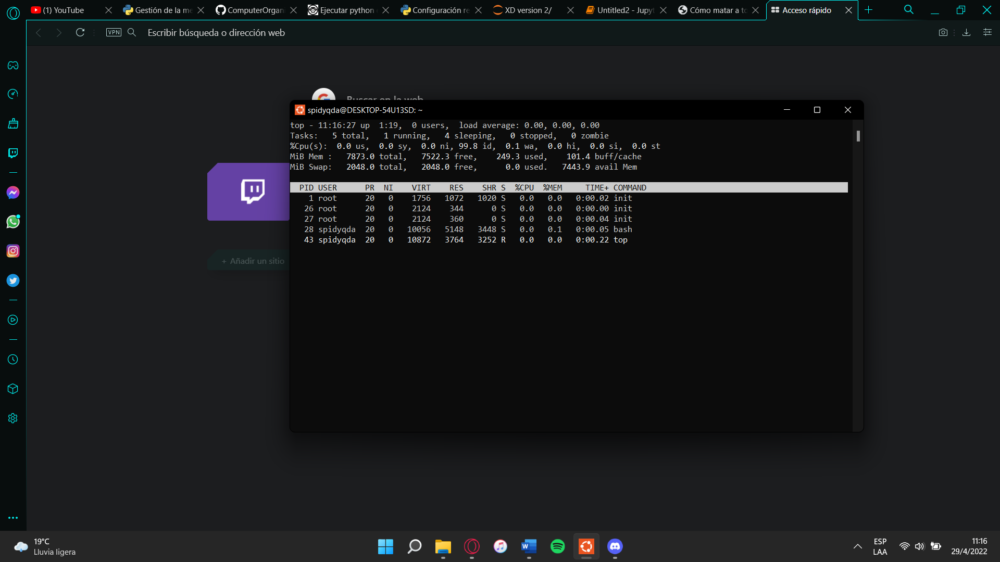 (1) YouTube
Gestión de la me
ComputerOrgani
Ejecutar python
Configuración re
XD version 2/
Untitled2 - Jupyt
Cómo matar a to
Acceso rápido
VPN
Escribir búsqueda o dirección web
Buscar en la web
+ Añadir un sitio
spidyqda@DESKTOP-54U13SD: ~
top - 11:16:27 up  1:19,  0 users,  load average: 0.00, 0.00, 0.00
Tasks:   5 total,   1 running,   4 sleeping,   0 stopped,   0 zombie
%Cpu(s):  0.0 us,  0.0 sy,  0.0 ni, 99.8 id,  0.1 wa,  0.0 hi,  0.0 si,  0.0 st
MiB Mem :   7873.0 total,   7522.3 free,    249.3 used,    101.4 buff/cache
MiB Swap:   2048.0 total,   2048.0 free,      0.0 used.   7443.9 avail Mem
PID USER      PR  NI    VIRT    RES    SHR S  %CPU  %MEM     TIME+ COMMAND
1 root      20   0    1756   1072   1020 S   0.0   0.0   0:00.02 init
26 root      20   0    2124    344      0 S   0.0   0.0   0:00.00 init
27 root      20   0    2124    360      0 S   0.0   0.0   0:00.04 init
28 spidyqda  20   0   10056   5148   3448 S   0.0   0.1   0:00.05 bash
43 spidyqda  20   0   10872   3764   3252 R   0.0   0.0   0:00.22 top
19°C
Lluvia ligera
ESP
LAA
11:16
29/4/2022